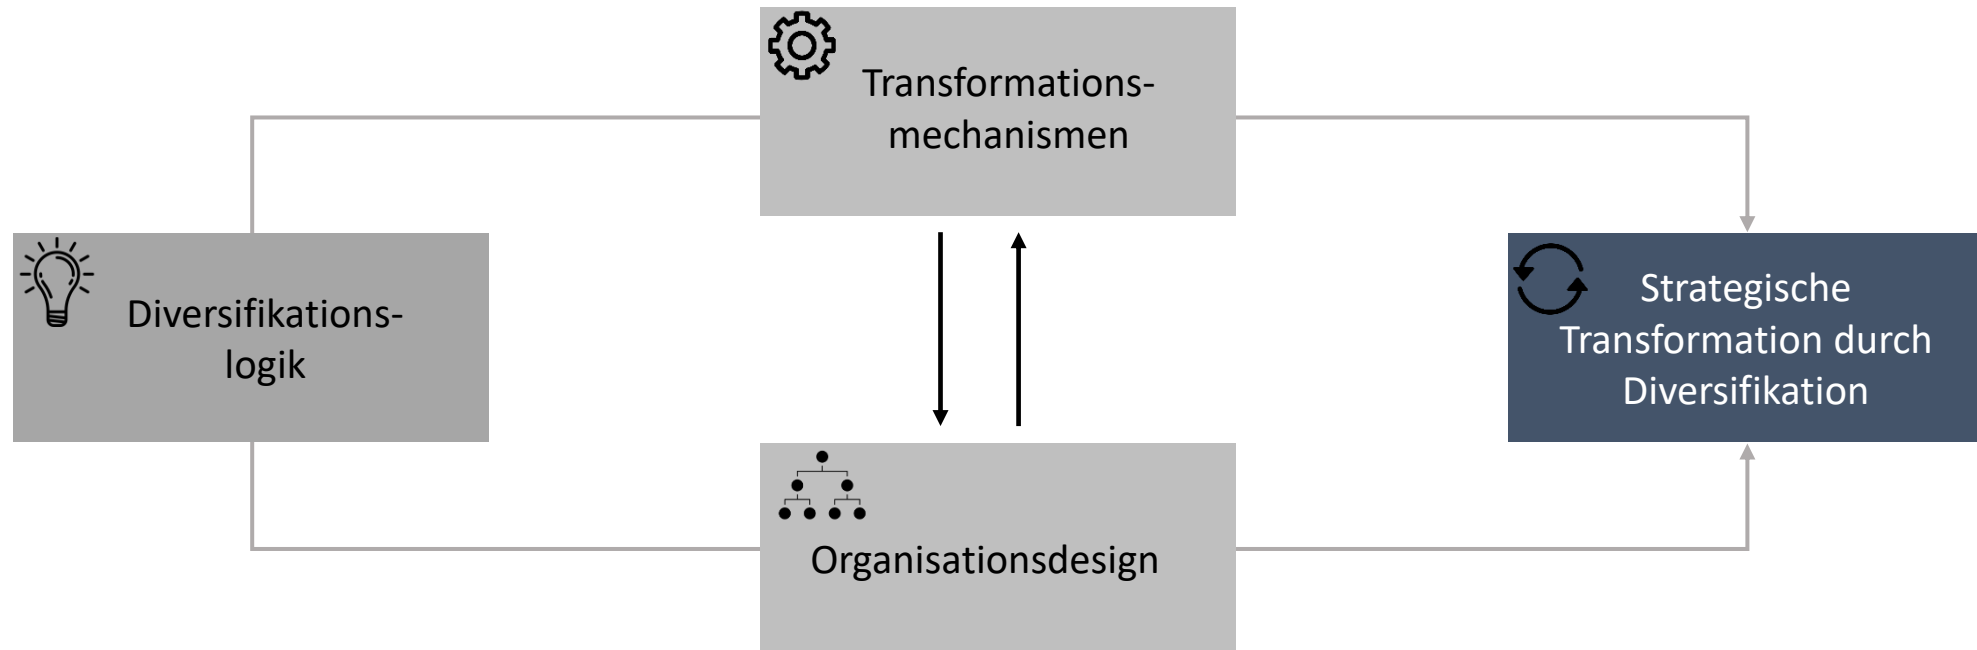 Transformations-
mechanismen
Diversifikations-
logik
Strategische
Transformation durch
Diversifikation
Organisationsdesign